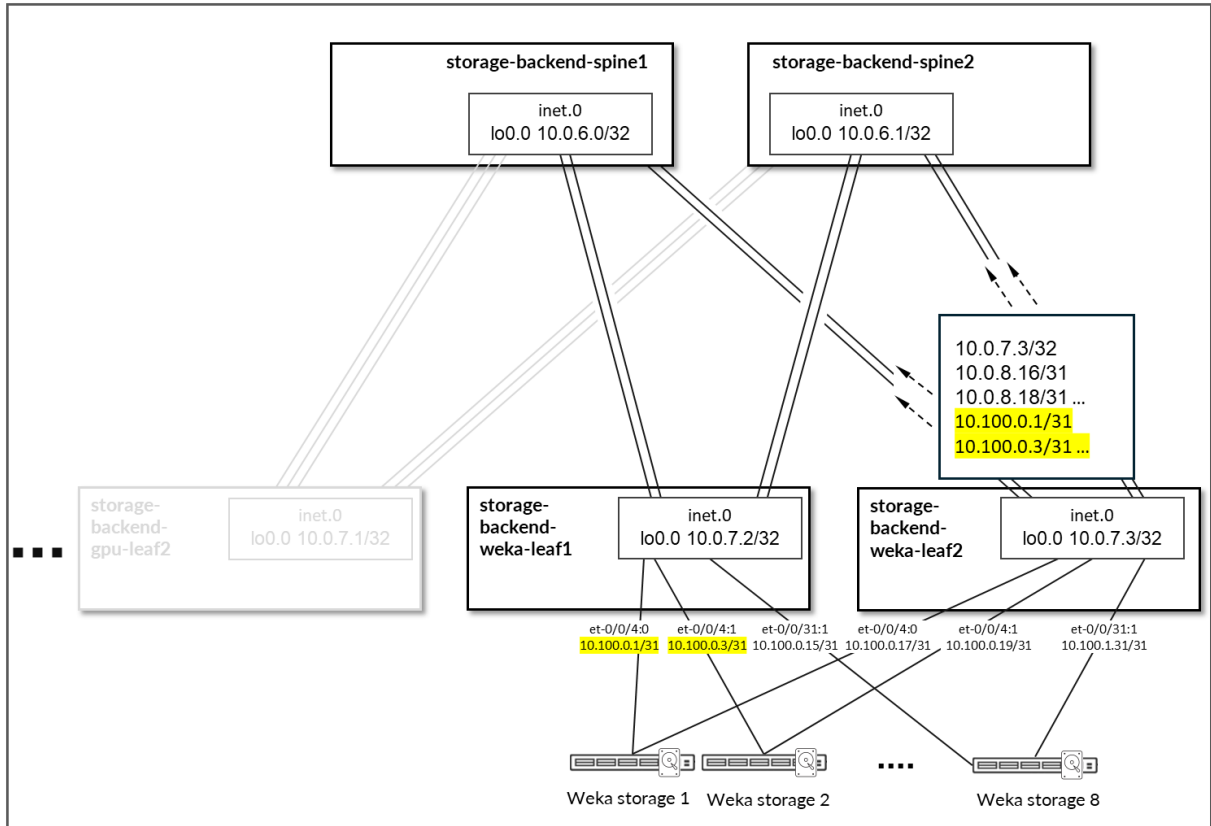 storage-backend-spine1
inet.0
lo0.0 10.0.6.0/32
storage-backend-spine2
inet.0
lo0.0 10.0.6.1/32
10.0.7.3/32
10.0.8.16/31
10.0.8.18/31 ...
10.100.0.1/31
10.100.0.3/31 ...
storage-
backend-
gpu-leaf2
inet.0
lo0.0 10.0.7.1/32
storage-
backend-
weka-leaf1
inet.0
lo0.0 10.0.7.2/32
storage-
backend-
weka-leaf2
inet.0
lo0.0 10.0.7.3/32
et-0/0/4:0
10.100.0.1/31
et-0/0/4:1
10.100.0.3/31
et-0/0/31:1
10.100.0.15/31
et-0/0/4:0
10.100.0.17/31
et-0/0/4:1
10.100.0.19/31
et-0/0/31:1
10.100.1.31/31
Weka storage 1
Weka storage 2
Weka storage 8